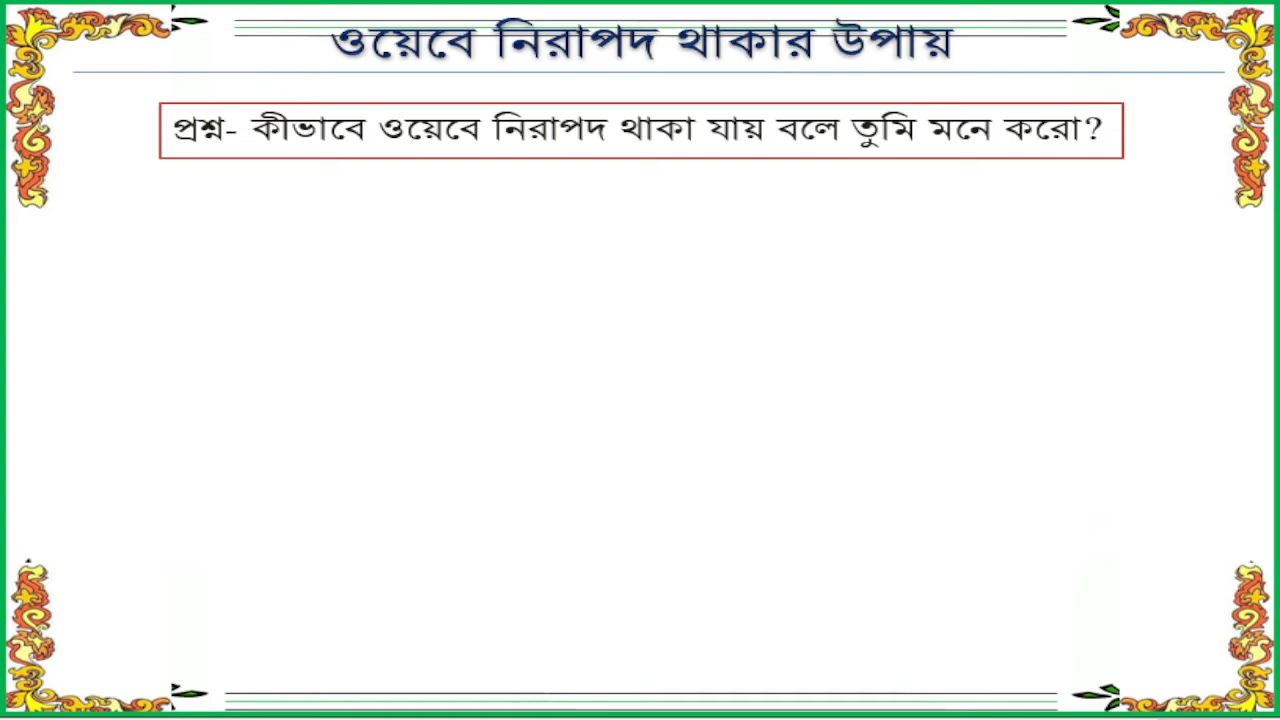 ওয়েবে নিরাপদ থাকার উপায়
প্রশ্ন- কীভাবে ওয়েবে নিরাপদ থাকা যায় বলে তুমি মনে করো?